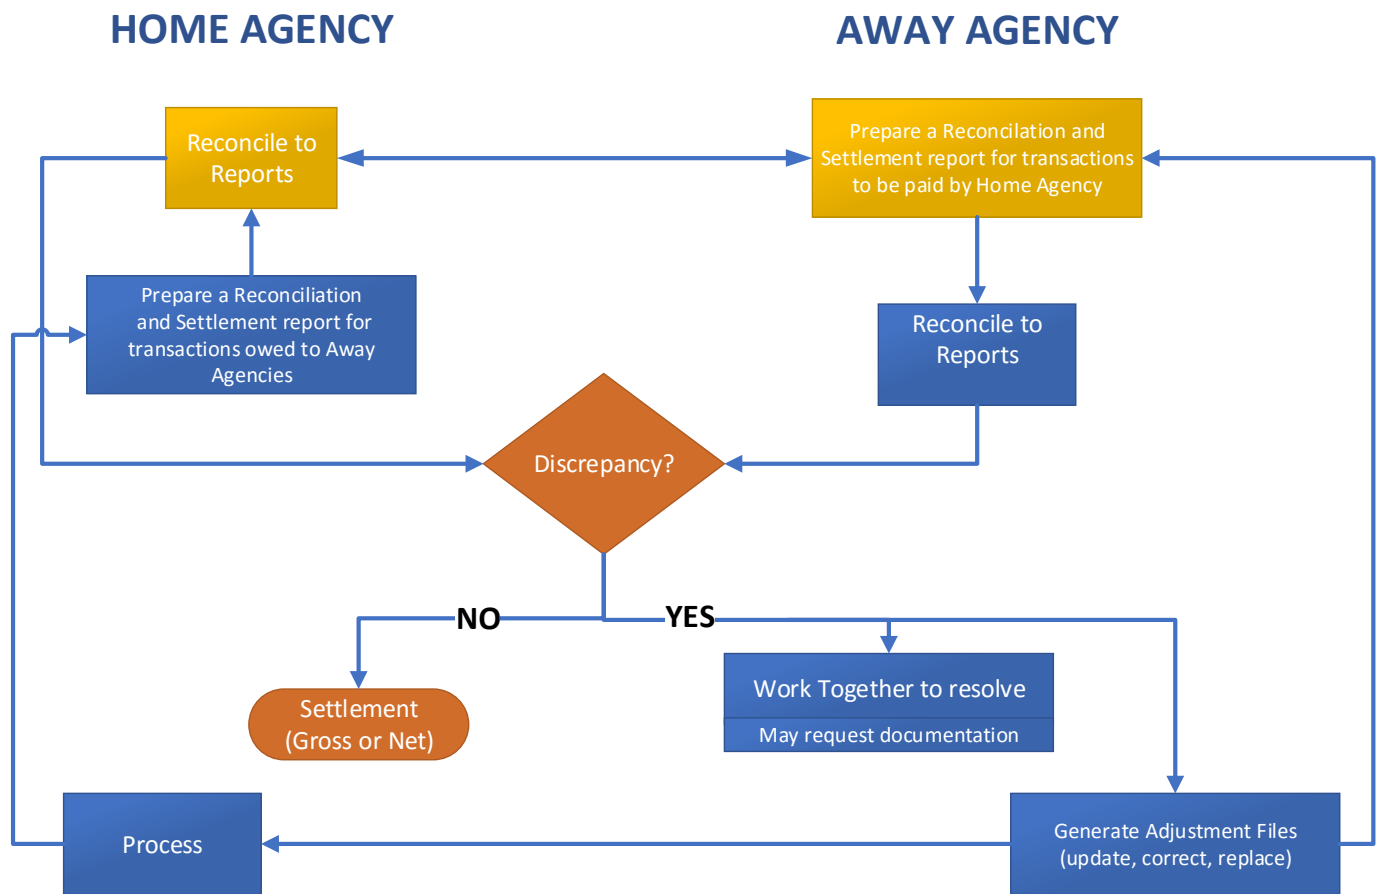 HOME AGENCY
AWAY AGENCY
Reconcile to
Reports
Prepare a Reconcilation and
Settlement report for transactions
to be paid by Home Agency
Prepare a Reconciliation
and Settlement report for
transactions owed to Away
Agencies
Reconcile to
Reports
Discrepancy?
NO
YES
Settlement
(Gross or Net)
Work Together to resolve
May request documentation
Process
Generate Adjustment Files
(update, correct, replace)